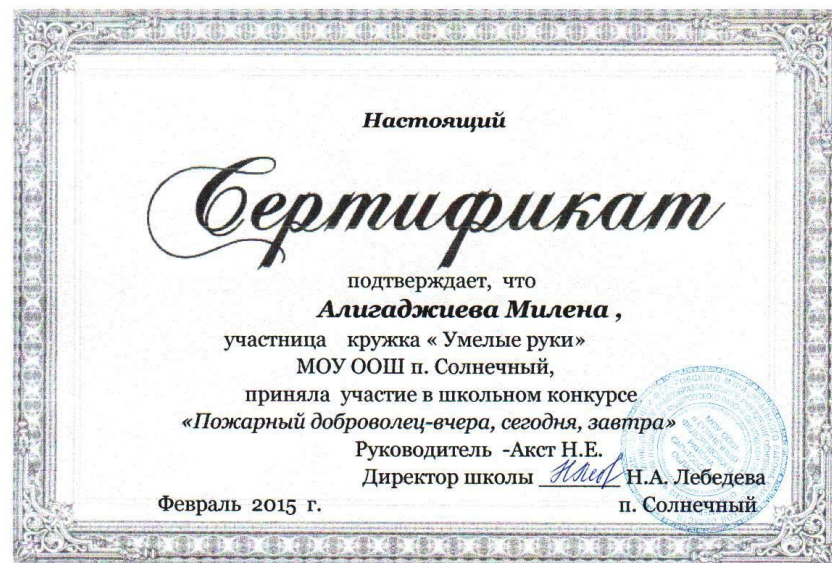 Настоящий
Сертификат
подтверждает, что
Алигаджиева Милена ,
участница кружка « Умелые руки»
МОУ ООШ п. Солнечный,
приняла участие в школьном конкурсе
«Пожарный доброволец-вчера, сегодня, завтра»
Руководитель -Акст Н.Е.
Директор школы ________ Н.А. Лебедева
Февраль 2015 г. п. Солнечный